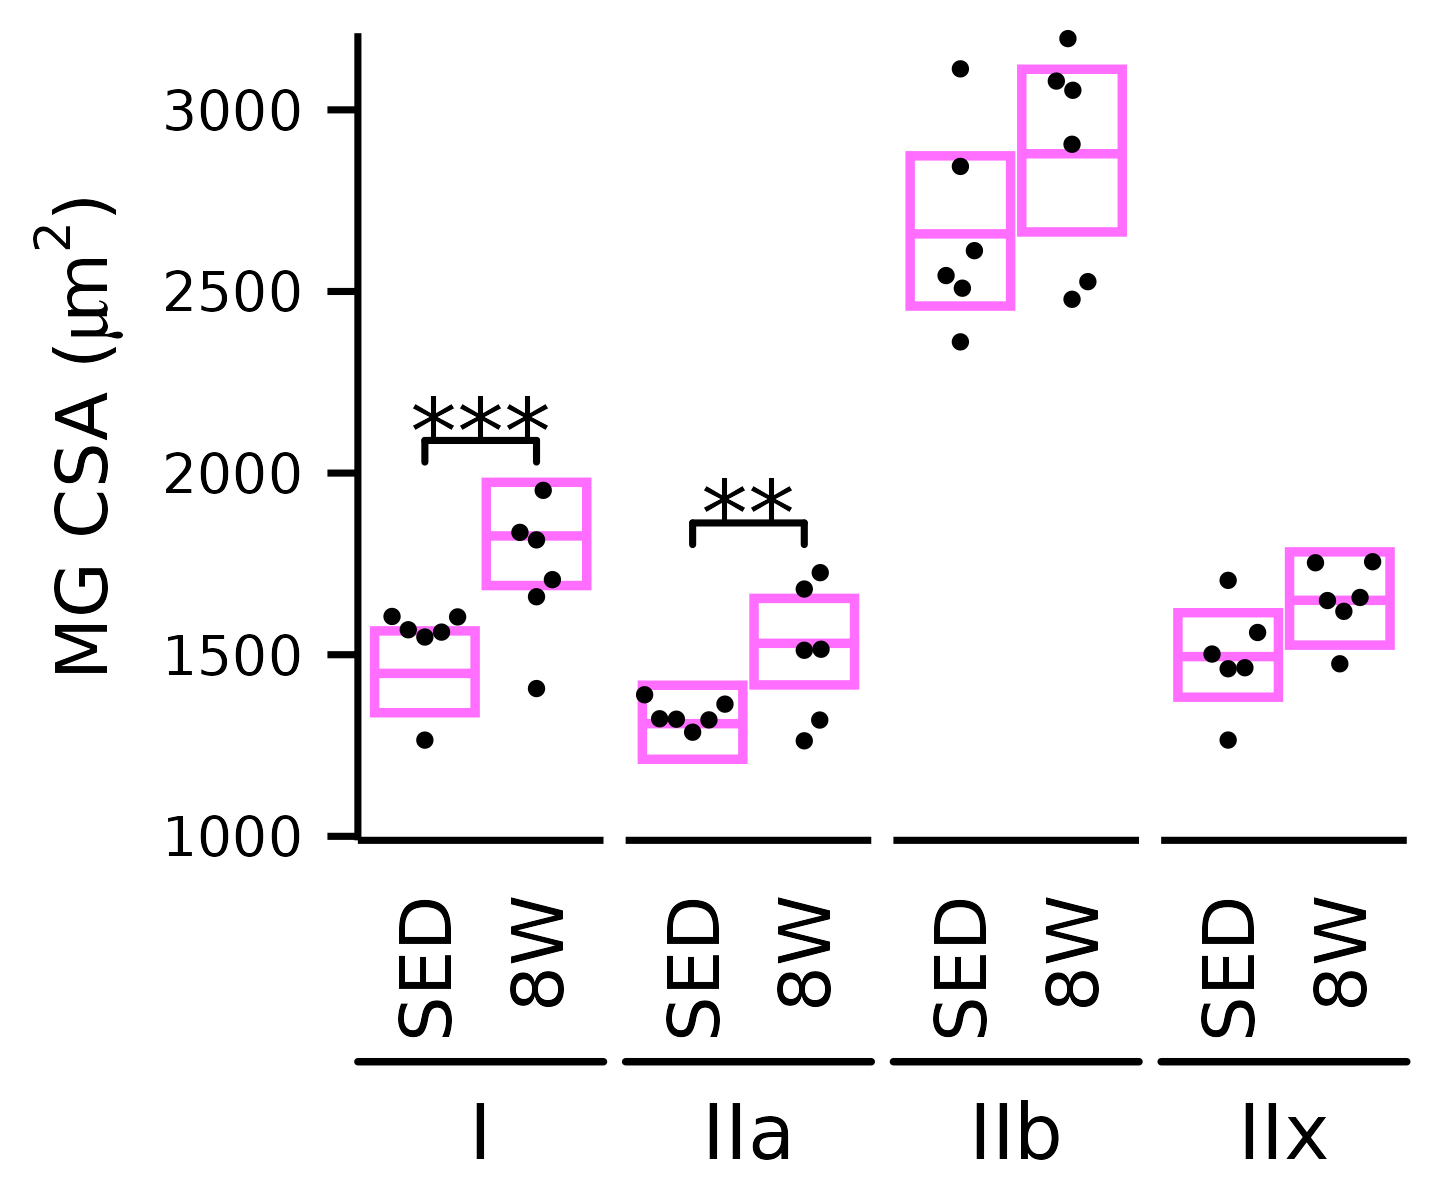 MG CSA (μm²)
3000
2500
2000
1500
1000
***
**
SED 8W SED 8W SED 8W SED 8W
I IIa IIb IIx